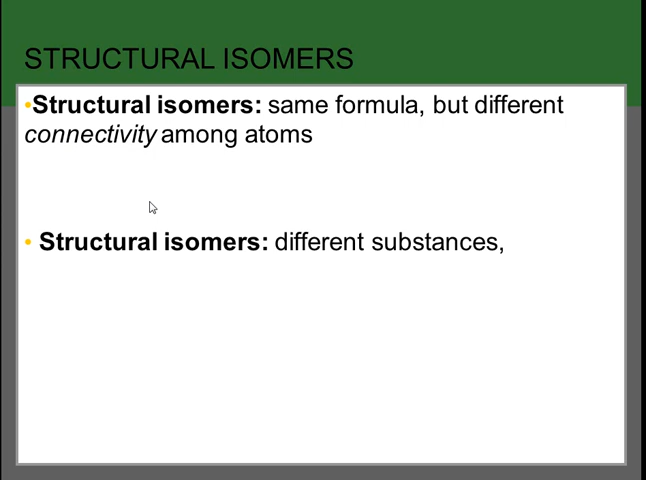 STRUCTURAL ISOMERS
•Structural isomers: same formula, but different
connectivity among atoms
• Structural isomers: different substances,